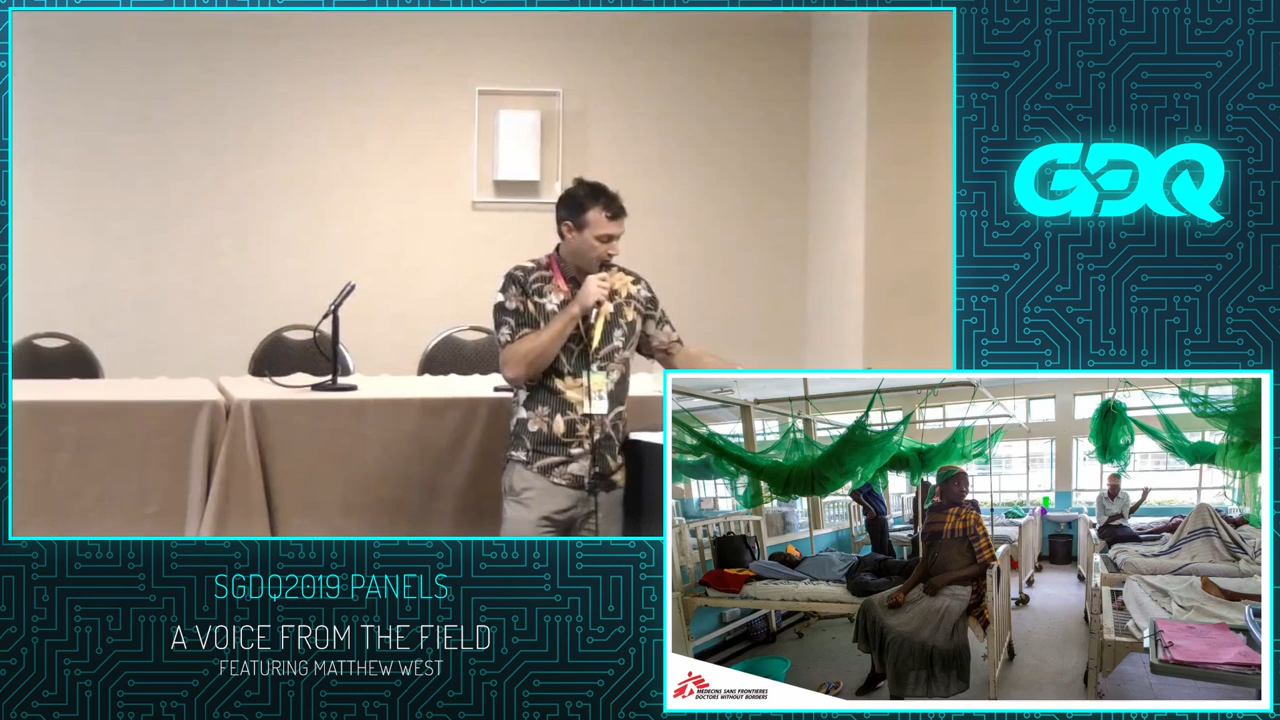 GDQ
SGDQ2019 PANELS
A VOICE FROM THE FIELD
FEATURING MATTHEW WEST
MEDECINS SANS FRONTIERES
DOCTORS WITHOUT BORDERS